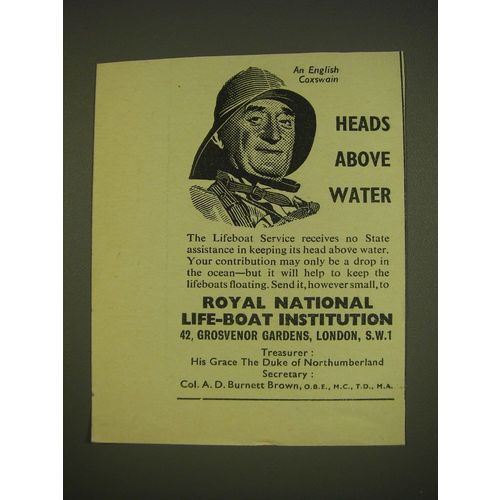 An English
Coxswain
HEADS
ABOVE
WATER
The Lifeboat Service receives no State
assistance in keeping its head above water.
Your contribution may only be a drop in
the ocean—but it will help to keep the
lifeboats floating. Send it, however small, to
ROYAL NATIONAL
LIFE-BOAT INSTITUTION
42, GROSVENOR GARDENS, LONDON, S.W.1
Treasurer :
His Grace The Duke of Northumberland
Secretary :
Col. A. D. Burnett Brown, O.B.E., M.C., T.D., M.A.